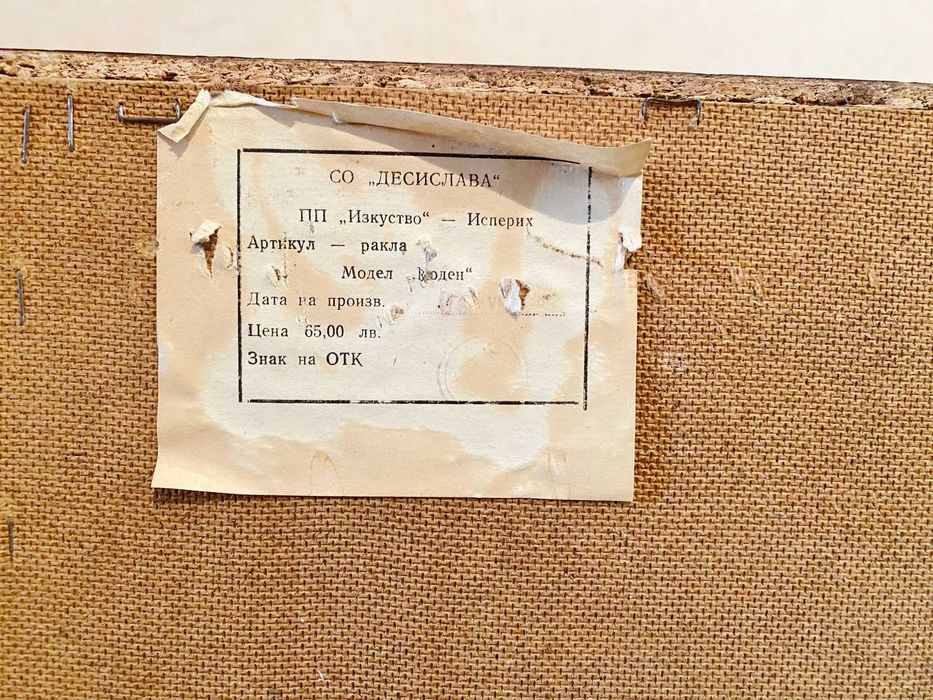 СО „ДЕСИСЛАВА“
ПП „Изкуство“ — Исперих
Артикул — ракла
Модел
Дата на произв.
Цена 65,00 лв.
Знак на ОТК